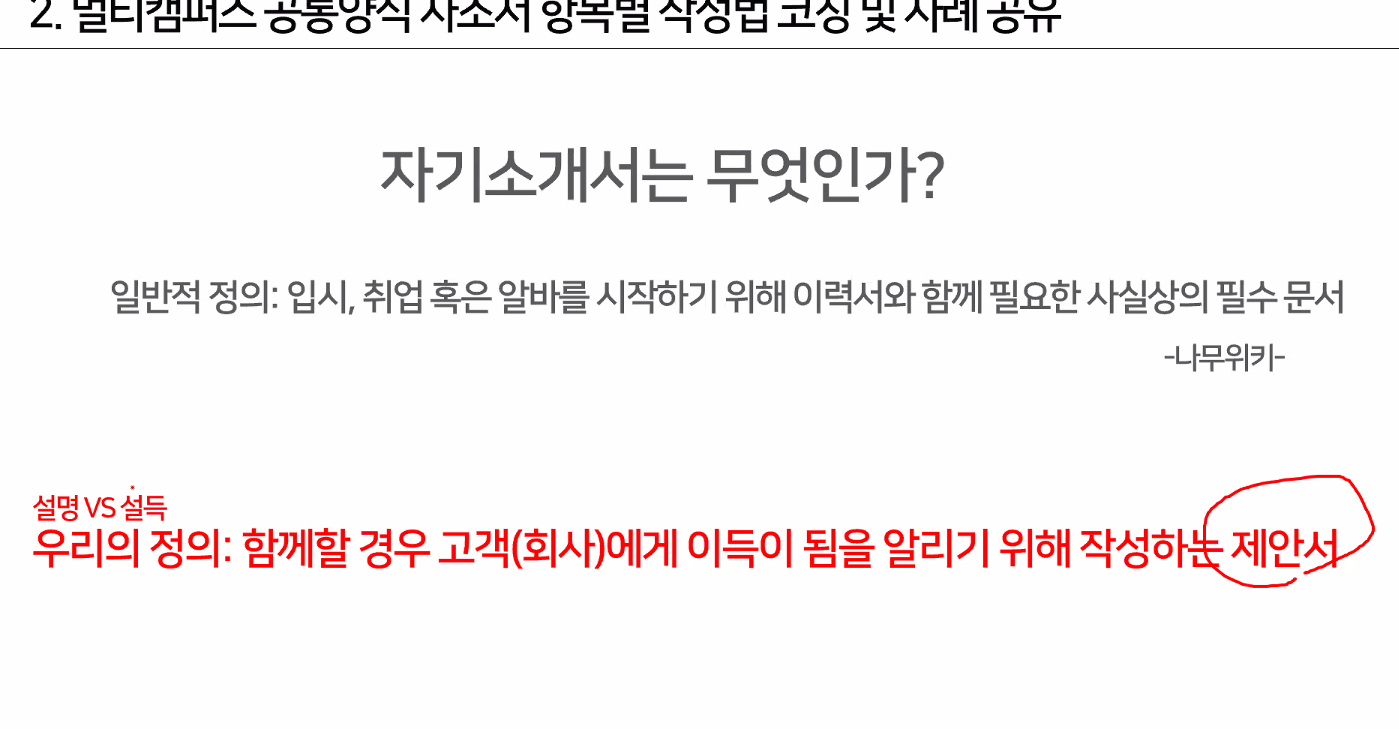 2. 멀티캠퍼스 공통양식 자소서 항목별 작성법 코칭 및 사례 공유
자기소개서는 무엇인가?
일반적 정의: 입시, 취업 혹은 알바를 시작하기 위해 이력서와 함께 필요한 사실상의 필수 문서
-나무위키-
설명 VS 설득
우리의 정의: 함께할 경우 고객(회사)에게 이득이 됨을 알리기 위해 작성하는 제안서